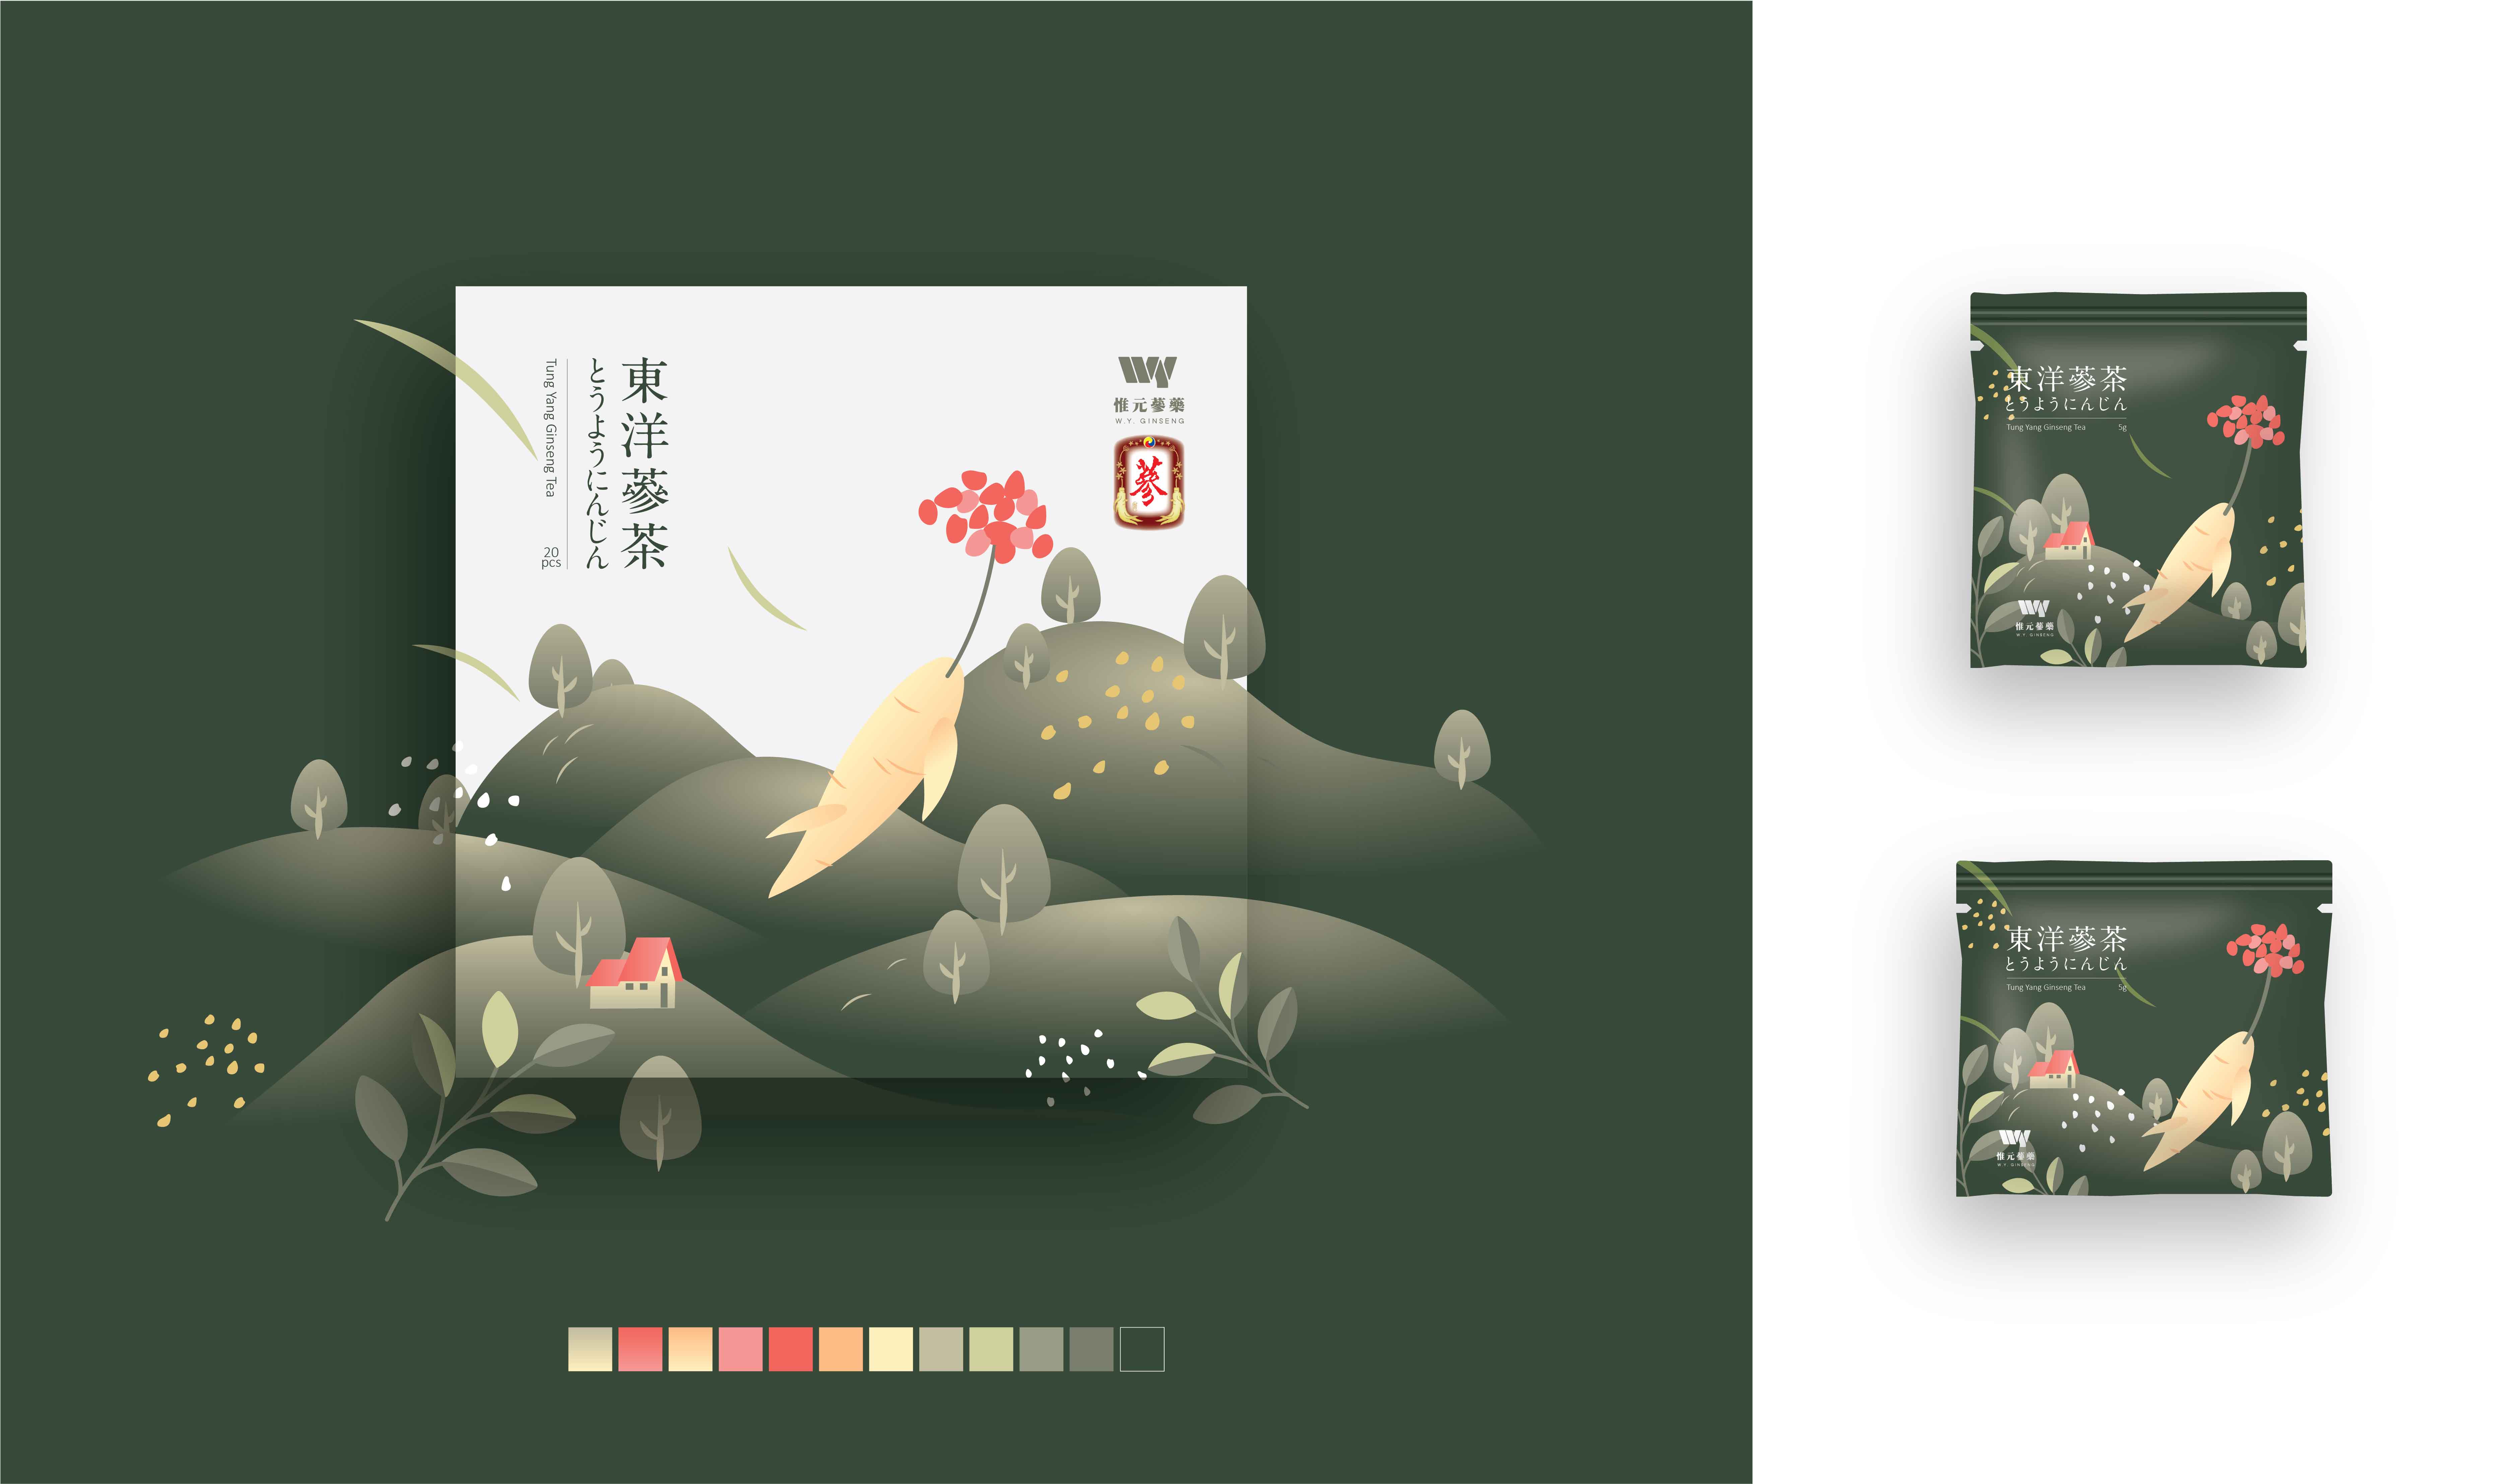 東洋蔘茶
とうようにんじん
Tung Yang Ginseng Tea
20
pcs
WY
惟元蔘藥
W.Y. GINSENG
蔘
東洋蔘茶
とうようにんじん
Tung Yang Ginseng Tea 5g
WY
惟元蔘藥
W.Y. GINSENG
東洋蔘茶
とうようにんじん
Tung Yang Ginseng Tea 5g
WY
惟元蔘藥
W.Y. GINSENG